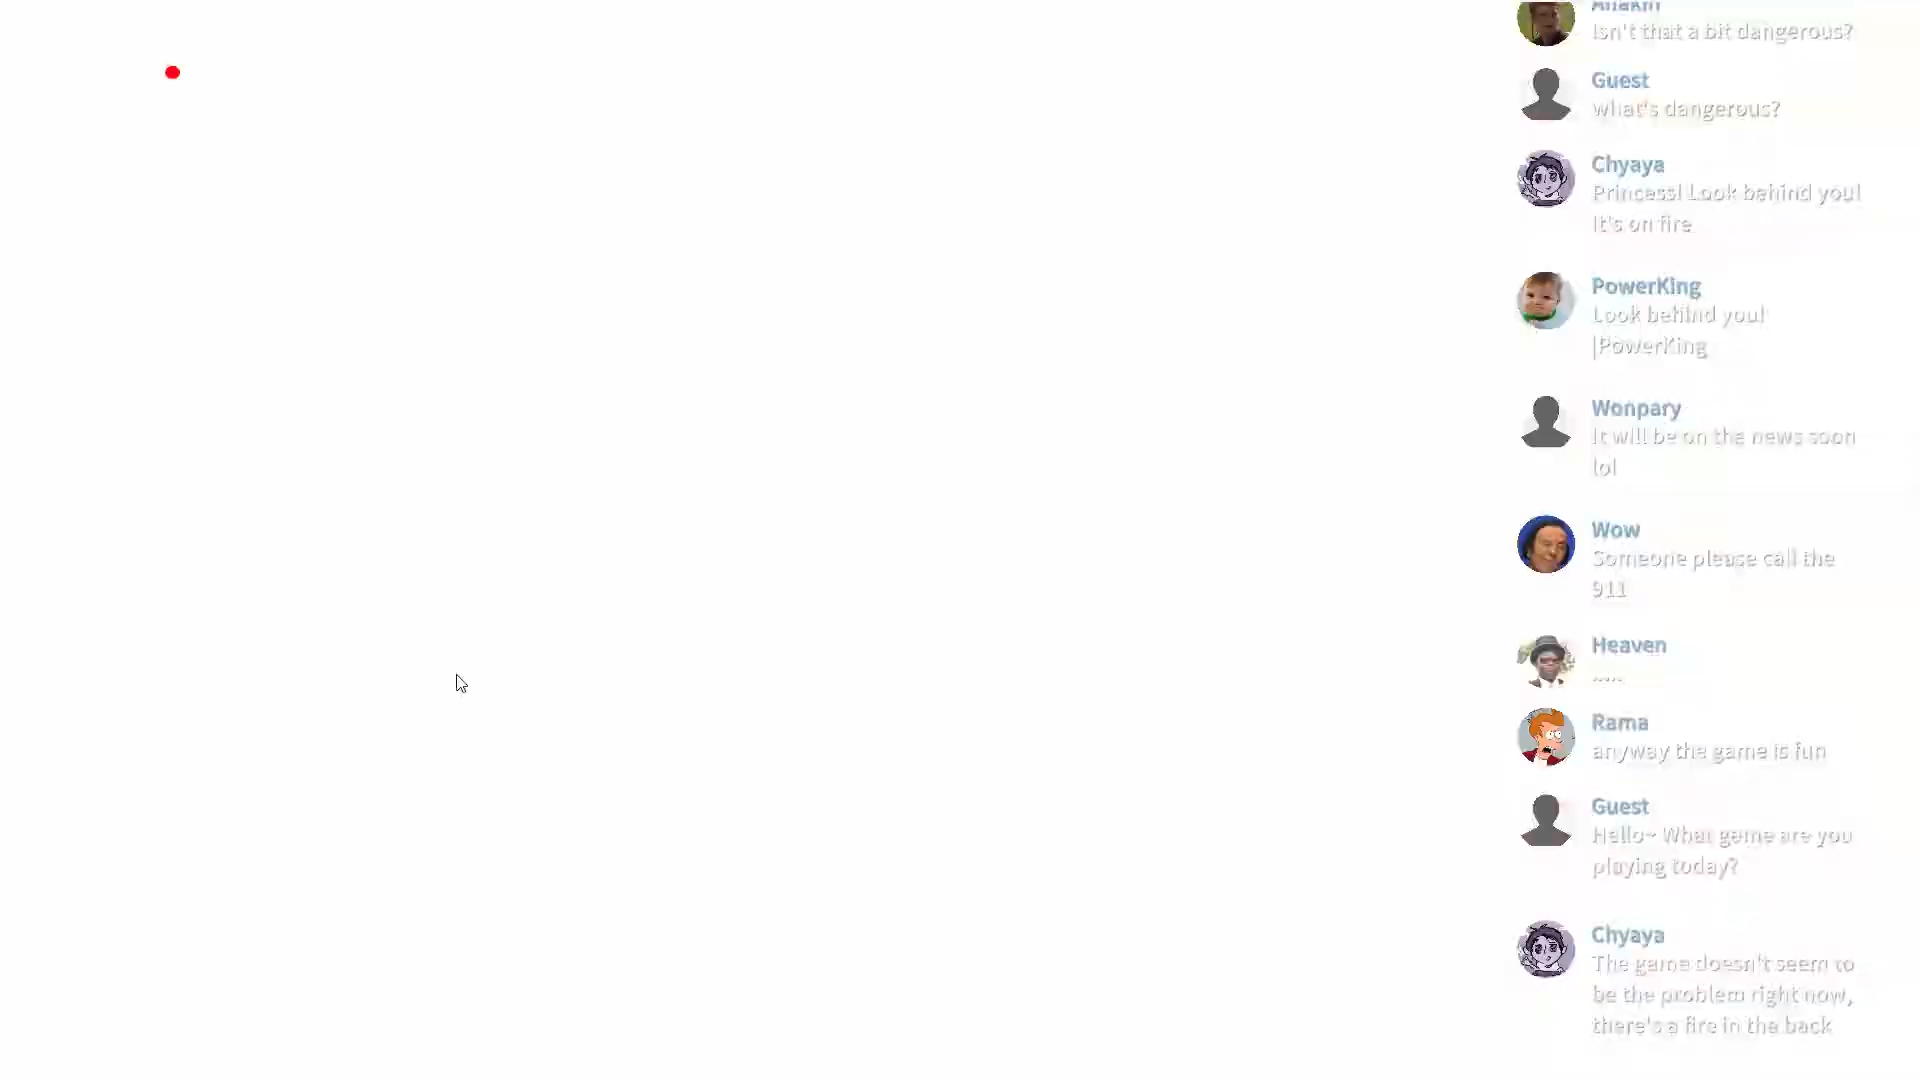 Anakin
Isn't that a bit dangerous?
Guest
what's dangerous?
Chyaya
Princess! Look behind you!
It's on fire
PowerKing
Look behind you!
|PowerKing
Wonpary
It will be on the news soon
lol
Wow
Someone please call the
911
Heaven
.....
Rama
anyway the game is fun
Guest
Hello~ What game are you
playing today?
Chyaya
The game doesn't seem to
be the problem right now,
there's a fire in the back